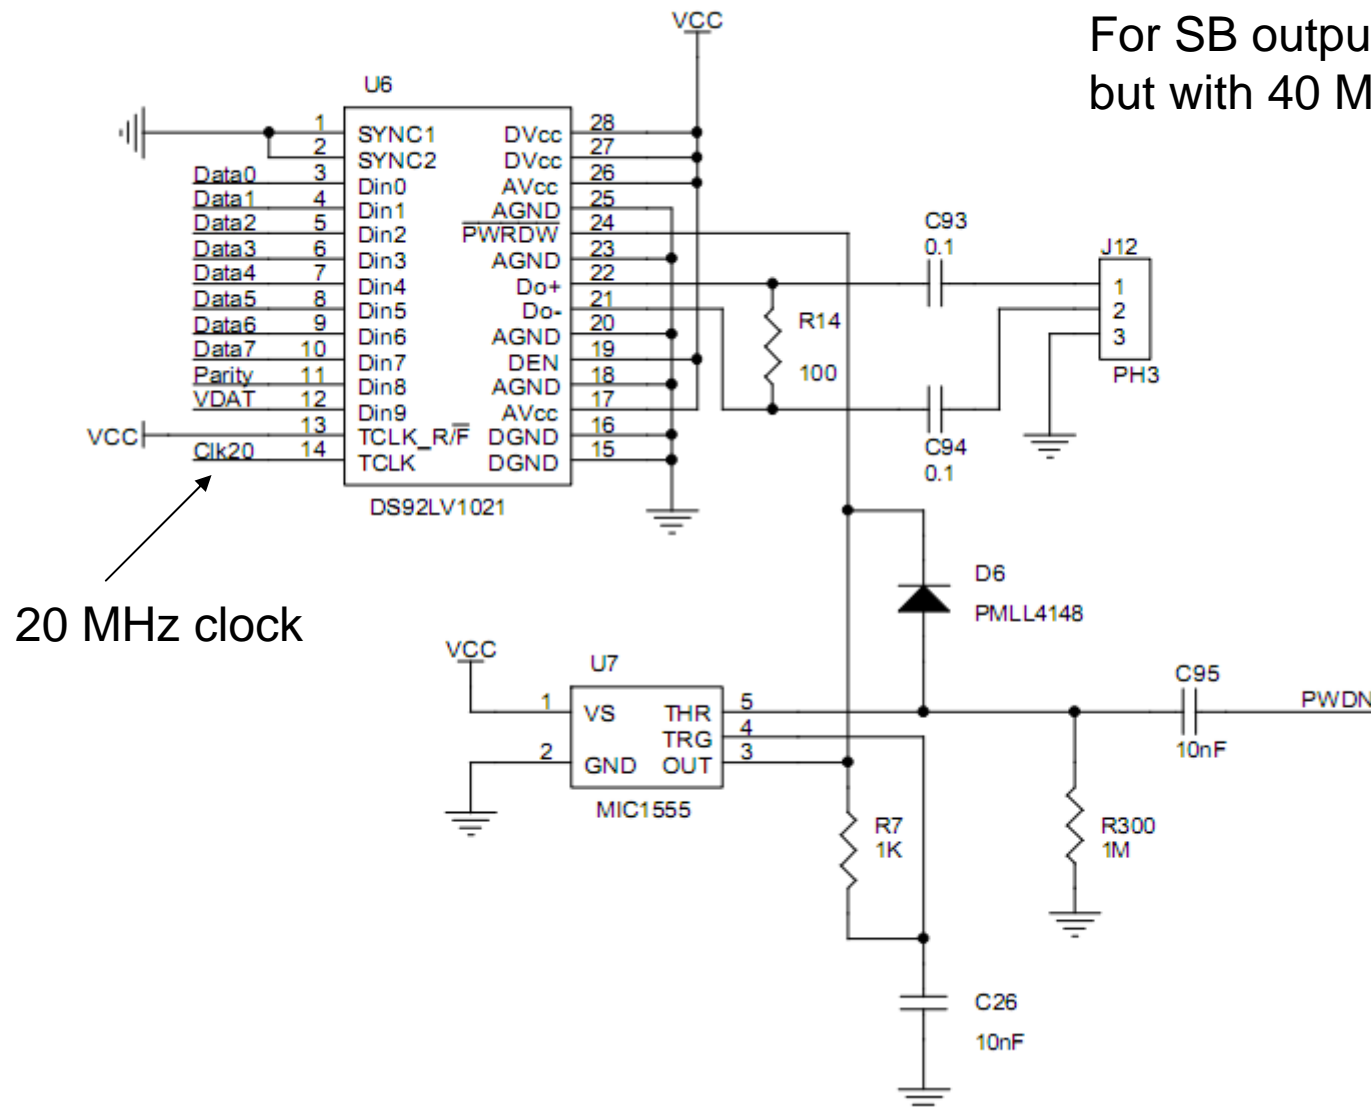 VCC
For SB outpu
but with 40 M
U6
1 SYNC1 DVcc 28
2 SYNC2 DVcc 27
Data0 3 Din0 AVcc 26
Data1 4 Din1 AGND 25
Data2 5 Din2 PWRDW 24
Data3 6 Din3 AGND 23
Data4 7 Din4 Do+ 22
Data5 8 Din5 Do- 21
Data6 9 Din6 AGND 20
Data7 10 Din7 DEN 19
Parity 11 Din8 AGND 18
VDAT 12 Din9 AVcc 17
VCC 13 TCLK_R/F DGND 16
Clk20 14 TCLK DGND 15
DS92LV1021
C93
0.1
J12
1
2
3
PH3
R14
100
C94
0.1
20 MHz clock
D6
PMLL4148
VCC
U7
1 VS THR 5
TRG 4
2 GND OUT 3
MIC1555
C95
10nF
PWDN
R7
1K
R300
1M
C26
10nF